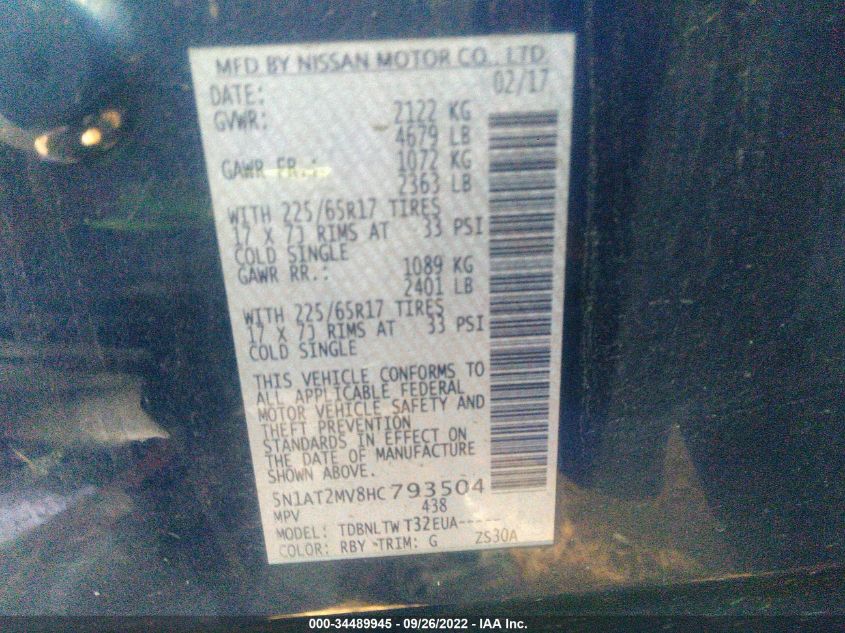 MFD BY NISSAN MOTOR CO., LTD.
DATE: 02/17
GVWR: 2122 KG
4679 LB
GAWR FR.: 1072 KG
2363 LB
WITH 225/65R17 TIRES
17 X 7J RIMS AT 33 PSI
COLD SINGLE
GAWR RR.: 1089 KG
2401 LB
WITH 225/65R17 TIRES
17 X 7J RIMS AT 33 PSI
COLD SINGLE
THIS VEHICLE CONFORMS TO
ALL APPLICABLE FEDERAL
MOTOR VEHICLE SAFETY AND
THEFT PREVENTION
STANDARDS IN EFFECT ON
THE DATE OF MANUFACTURE
SHOWN ABOVE.
5N1AT2MV8HC793504
MPV 438
MODEL: TDBNLTW T32EUA-----
COLOR: RBY TRIM: G ZS30A
000-34489945 - 09/26/2022 - IAA Inc.